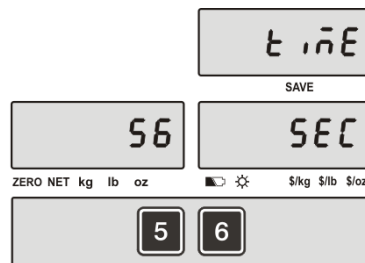 timE
SAVE
56 SEC
ZERO NET kg lb oz $/kg $/lb $/oz
5 6